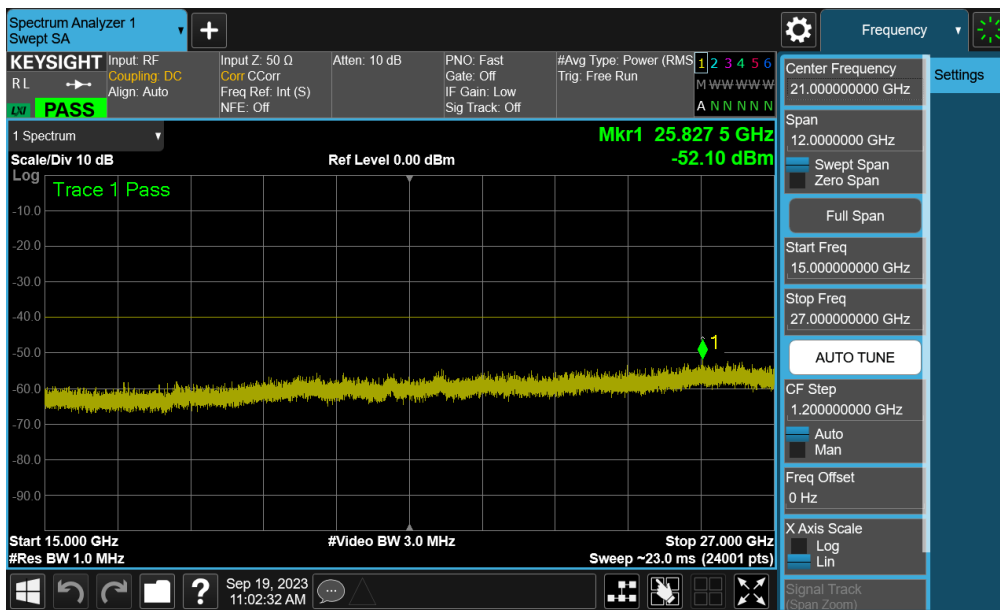 Spectrum Analyzer 1
Swept SA
Frequency
KEYSIGHT
R L
LXI PASS
Input: RF
Coupling: DC
Align: Auto
Input Z: 50 Ω
Corr CCorr
Freq Ref: Int (S)
NFE: Off
Atten: 10 dB
PNO: Fast
Gate: Off
IF Gain: Low
Sig Track: Off
#Avg Type: Power (RMS
Trig: Free Run
1 2 3 4 5 6
M W W W W W
A N N N N N
1 Spectrum
Scale/Div 10 dB
Ref Level 0.00 dBm
Mkr1 25.827 5 GHz
-52.10 dBm
Log
Trace 1 Pass
-10.0
-20.0
-30.0
-40.0
-50.0
-60.0
-70.0
-80.0
-90.0
1
Start 15.000 GHz
#Video BW 3.0 MHz
Stop 27.000 GHz
#Res BW 1.0 MHz
Sweep ~23.0 ms (24001 pts)
Sep 19, 2023
11:02:32 AM
?
Center Frequency
21.000000000 GHz
Settings
Span
12.0000000 GHz
Swept Span
Zero Span
Full Span
Start Freq
15.000000000 GHz
Stop Freq
27.000000000 GHz
AUTO TUNE
CF Step
1.200000000 GHz
Auto
Man
Freq Offset
0 Hz
X Axis Scale
Log
Lin
Signal Track
(Span Zoom)